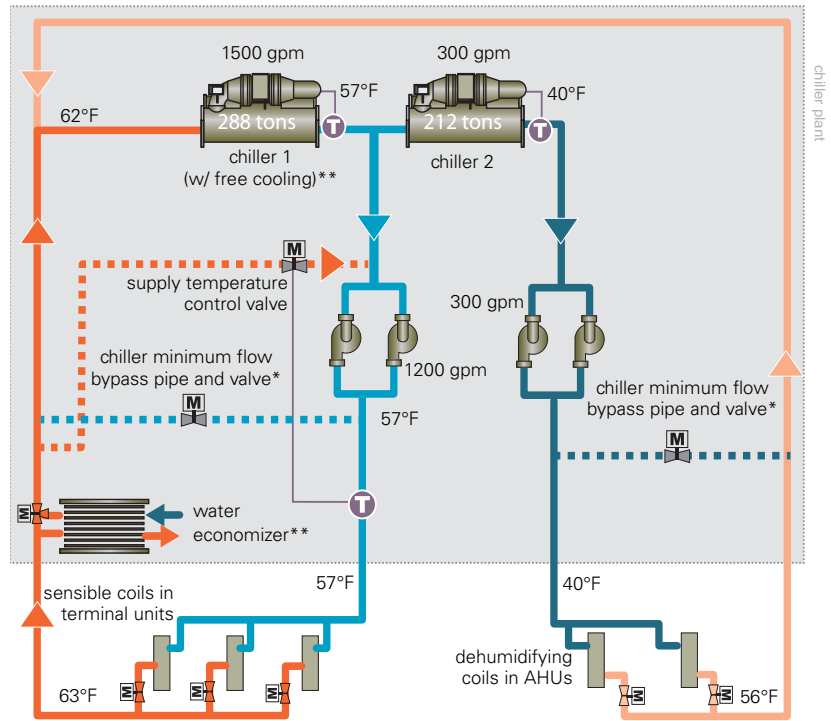 1500 gpm
300 gpm
chiller plant
57°F
40°F
62°F
288 tons
T
212 tons
T
chiller 1
(w/ free cooling)**
chiller 2
M
supply temperature
control valve
300 gpm
chiller minimum flow
bypass pipe and valve*
1200 gpm
M
57°F
chiller minimum flow
bypass pipe and valve*
M
M
water
economizer**
T
57°F
40°F
sensible coils in
terminal units
dehumidifying
coils in AHUs
63°F
M
M
M
M
M
56°F